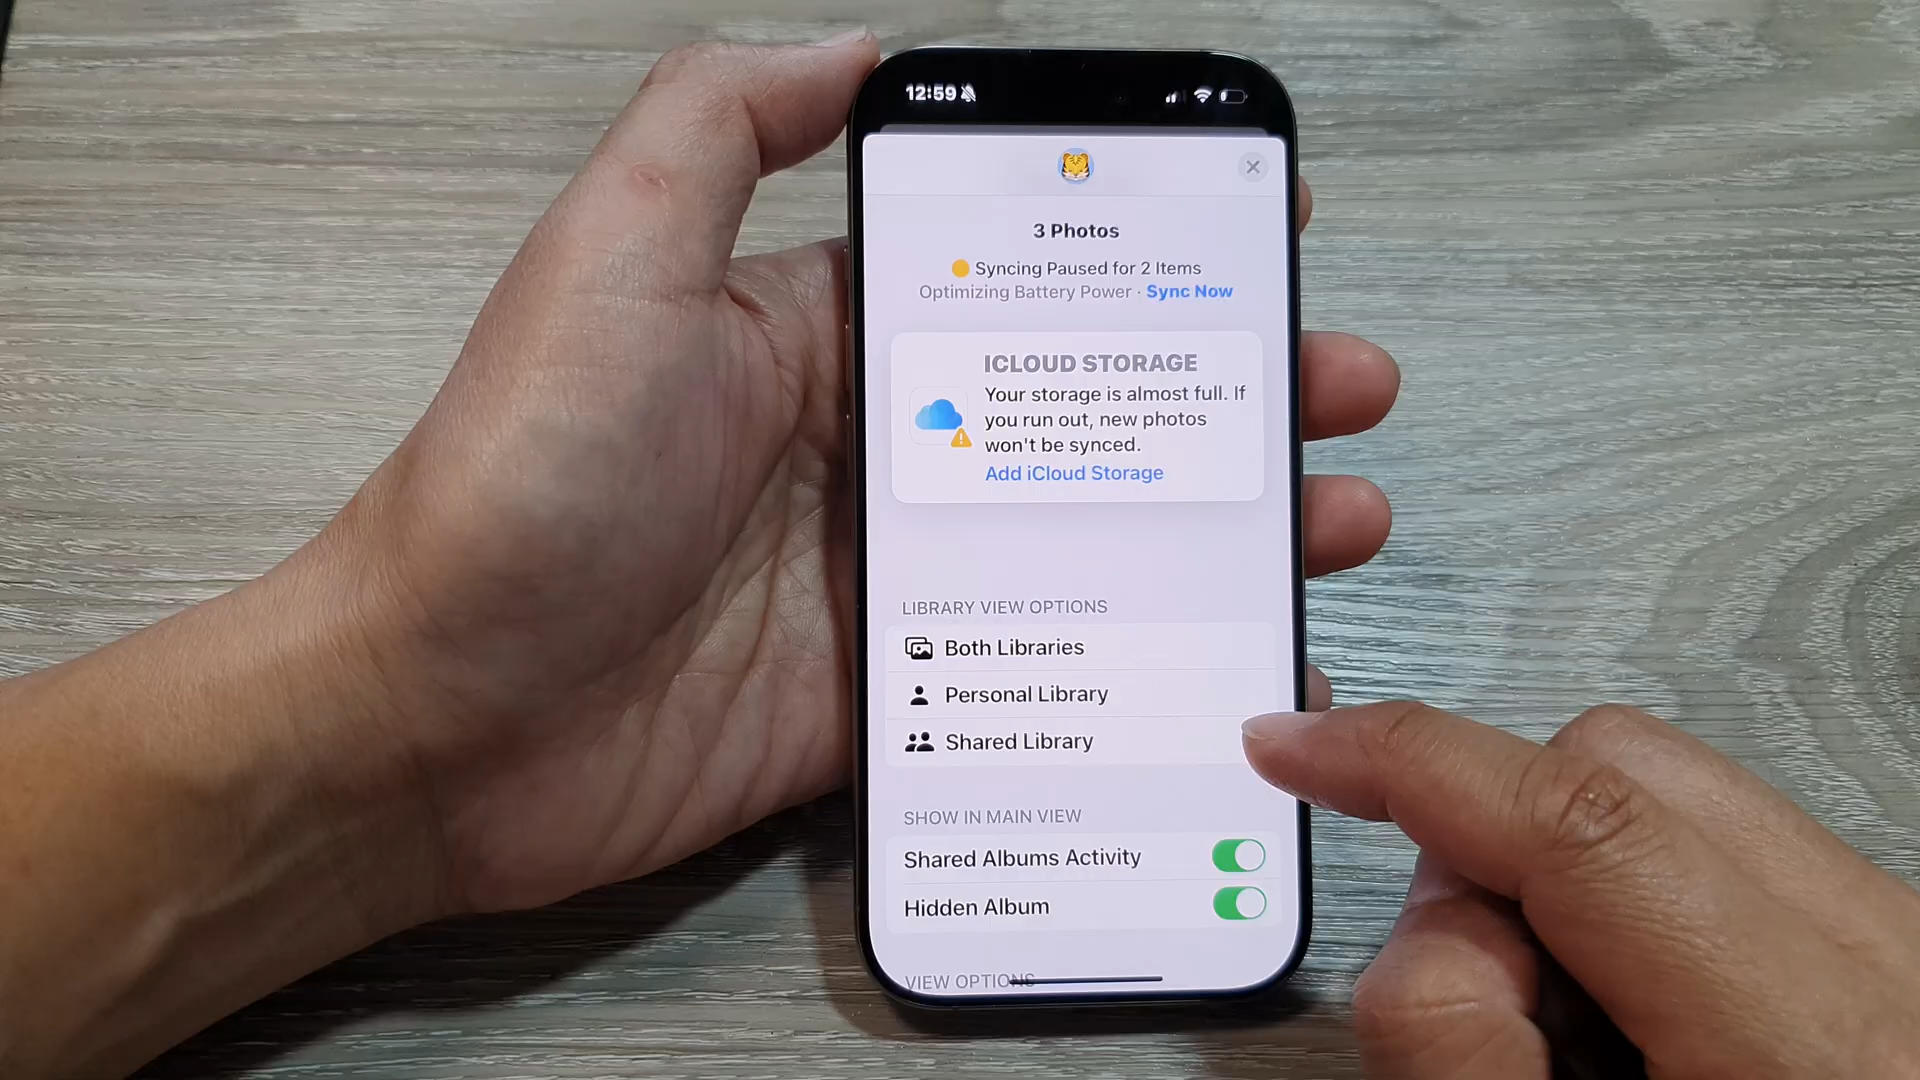 12:59
3 Photos
Syncing Paused for 2 Items
Optimizing Battery Power · Sync Now
ICLOUD STORAGE
Your storage is almost full. If
you run out, new photos
won't be synced.
Add iCloud Storage
LIBRARY VIEW OPTIONS
Both Libraries
Personal Library
Shared Library
SHOW IN MAIN VIEW
Shared Albums Activity
Hidden Album
VIEW OPTIONS